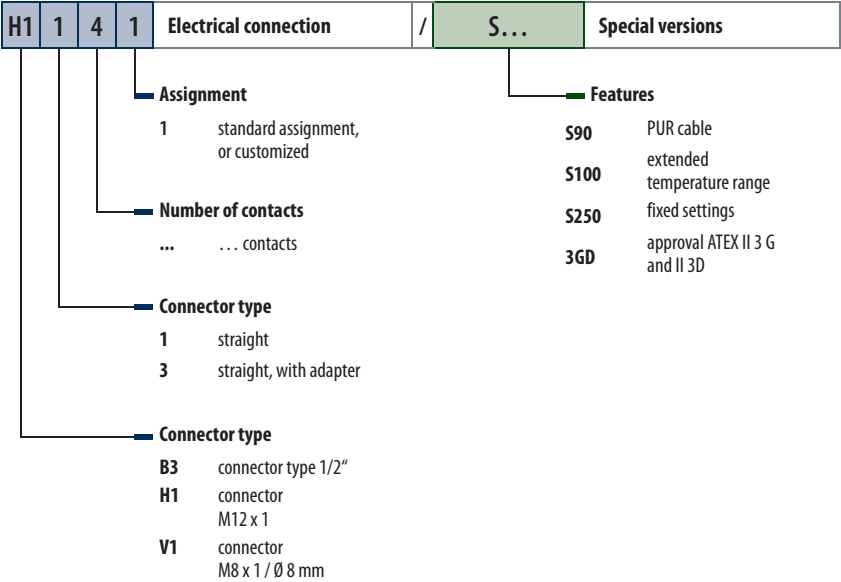 H1 1 4 1 Electrical connection / S... Special versions
Assignment
1 standard assignment,
or customized
Number of contacts
... ... contacts
Connector type
1 straight
3 straight, with adapter
Connector type
B3 connector type 1/2“
H1 connector
M12 x 1
V1 connector
M8 x 1 / Ø 8 mm
Features
S90 PUR cable
S100 extended
temperature range
S250 fixed settings
3GD approval ATEX II 3 G
and II 3D